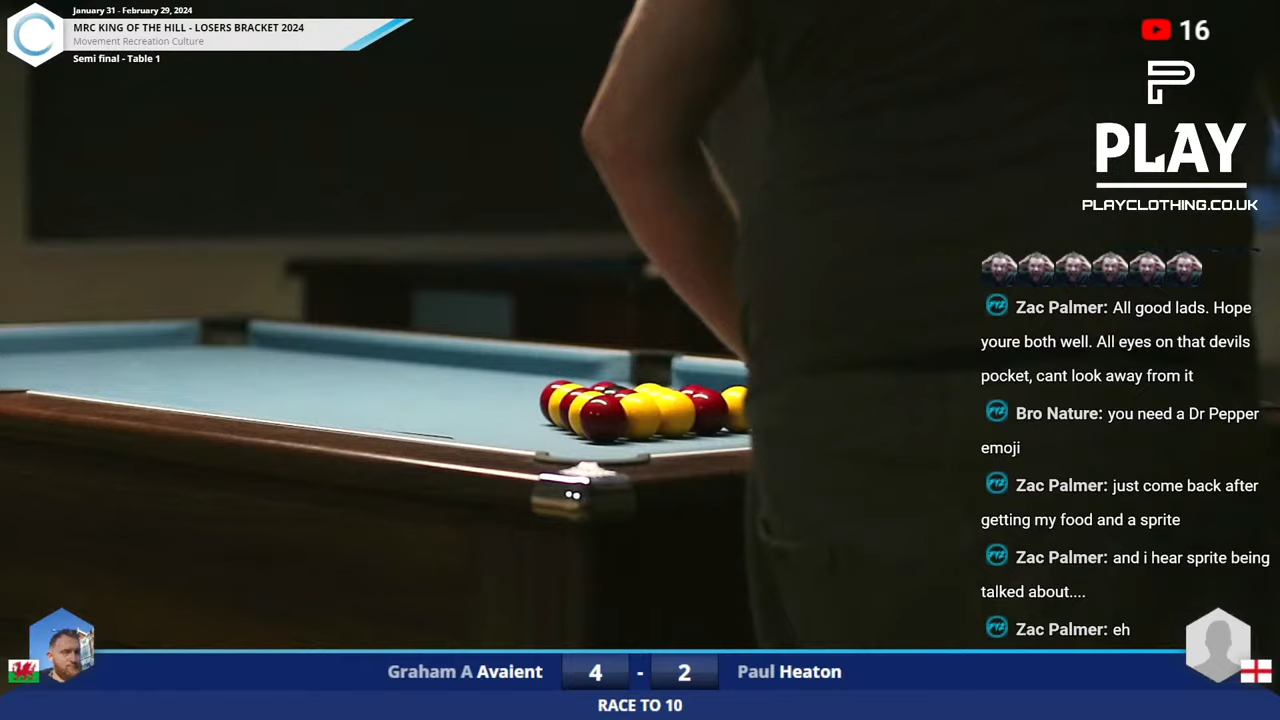 January 31 - February 29, 2024
MRC KING OF THE HILL - LOSERS BRACKET 2024
Movement Recreation Culture
Semi final - Table 1
16
PLAY
PLAYCLOTHING.CO.UK
Zac Palmer: All good lads. Hope
youre both well. All eyes on that devils
pocket, cant look away from it
Bro Nature: you need a Dr Pepper
emoji
Zac Palmer: just come back after
getting my food and a sprite
Zac Palmer: and i hear sprite being
talked about....
Zac Palmer: eh
Graham A Avaient 4 - 2 Paul Heaton
RACE TO 10